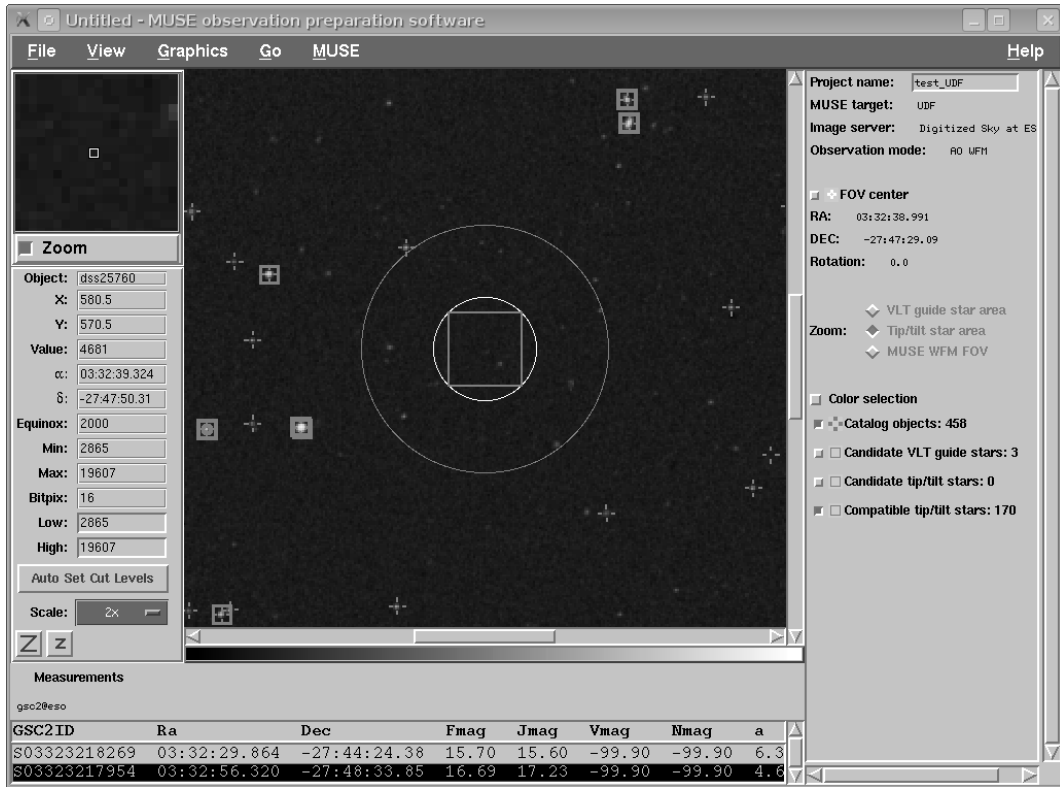 Untitled - MUSE observation preparation software
File View Graphics Go MUSE Help
Zoom
Object: dss25760
X: 580.5
Y: 570.5
Value: 4681
α: 03:32:39.324
δ: -27:47:50.31
Equinox: 2000
Min: 2865
Max: 19607
Bitpix: 16
Low: 2865
High: 19607
Auto Set Cut Levels
Scale: 2x
Z z
Project name: test_UDF
MUSE target: UDF
Image server: Digitized Sky at ES
Observation mode: AO WFM
FOV center
RA: 03:32:38.991
DEC: -27:47:29.09
Rotation: 0.0
VLT guide star area
Zoom: Tip/tilt star area
MUSE WFM FOV
Color selection
Catalog objects: 458
Candidate VLT guide stars: 3
Candidate tip/tilt stars: 0
Compatible tip/tilt stars: 170
Measurements
gsc2@eso
GSC2ID Ra Dec Fmag Jmag Vmag Nmag a
S03323218269 03:32:29.864 -27:44:24.38 15.70 15.60 -99.90 -99.90 6.3
S03323217954 03:32:56.320 -27:48:33.85 16.69 17.23 -99.90 -99.90 4.6